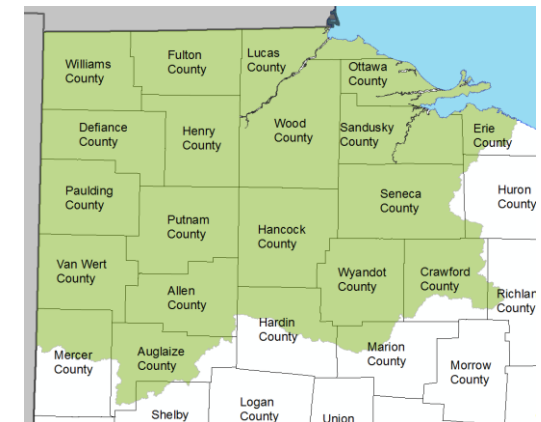 Williams
County
Fulton
County
Lucas
County
Ottawa
County
Defiance
County
Henry
County
Wood
County
Sandusky
County
Erie
County
Paulding
County
Putnam
County
Hancock
County
Seneca
County
Huron
County
Van Wert
County
Allen
County
Wyandot
County
Crawford
County
Richlan
County
Mercer
County
Auglaize
County
Hardin
County
Marion
County
Morrow
County
Shelby
Logan
County
Union